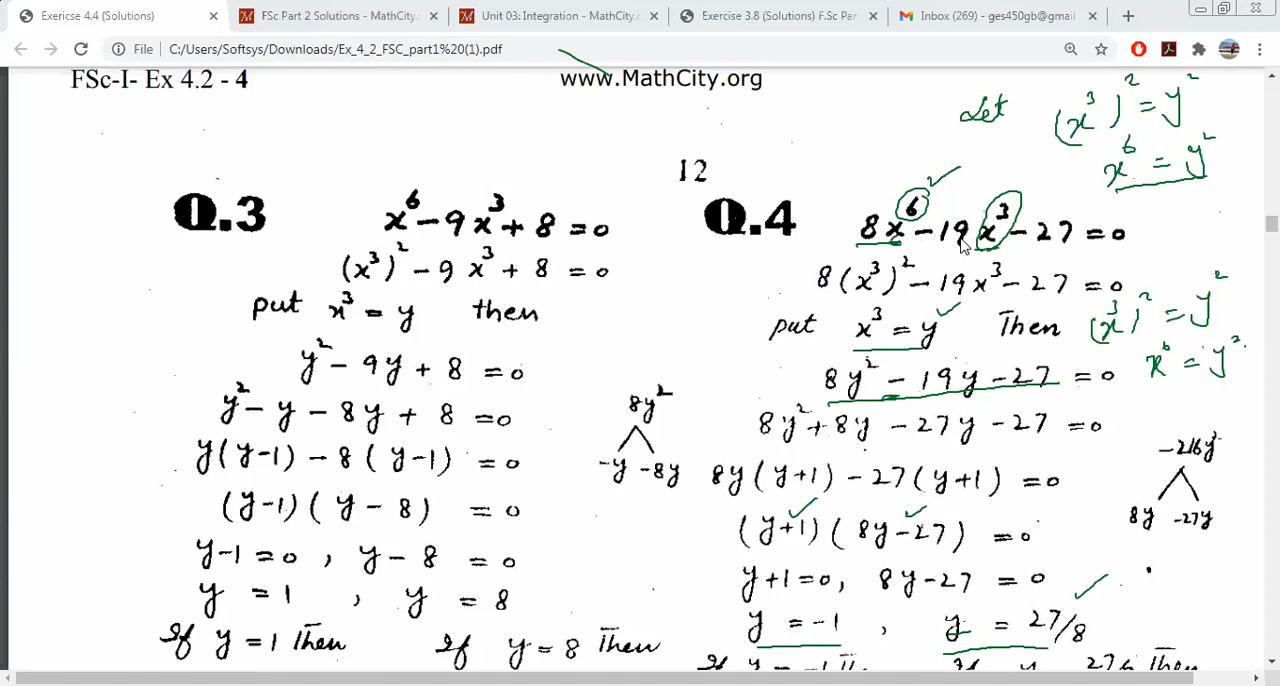 Exericse 4.2 (Solutions)
FSc Part 2 Solutions - MathCity.
Unit 03: Integration - MathCity.o
Exercise 3.8 (Solutions) F.Sc Par
Inbox (269) - ges450gb@gmail
File | C:/Users/Softsys/Downloads/Ex_4_2_FSC_part1%20(1).pdf
FSc-I- Ex 4.2 - 4
www.MathCity.org
Let (x³)² = y²
x⁶ = y²
12
Q.3 x⁶ - 9x³ + 8 = 0
(x³)² - 9x³ + 8 = 0
put x³ = y then
y² - 9y + 8 = 0
y² - y - 8y + 8 = 0
8y²
-y -8y
y(y-1) - 8(y-1) = 0
(y-1)(y-8) = 0
y-1 = 0, y-8 = 0
y = 1, y = 8
If y = 1 Then If y = 8 Then
Q.4 8x⁶ - 19x³ - 27 = 0
8(x³)² - 19x³ - 27 = 0
put x³ = y Then (x³)² = y²
x⁶ = y²
8y² - 19y - 27 = 0
8y² + 8y - 27y - 27 = 0
-216y²
8y -27y
8y(y+1) - 27(y+1) = 0
(y+1)(8y-27) = 0
y+1=0, 8y-27 = 0
y = -1, y = 27/8